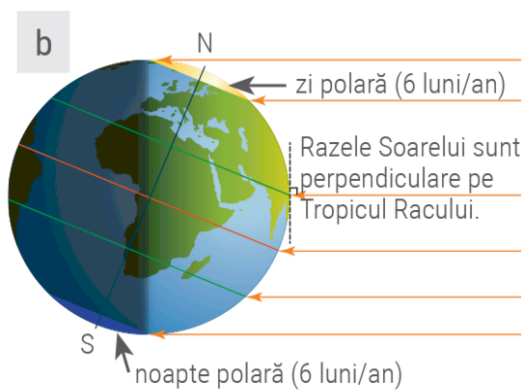 b
N
zi polară (6 luni/an)
Razele Soarelui sunt
perpendiculare pe
Tropicul Racului.
S
noapte polară (6 luni/an)